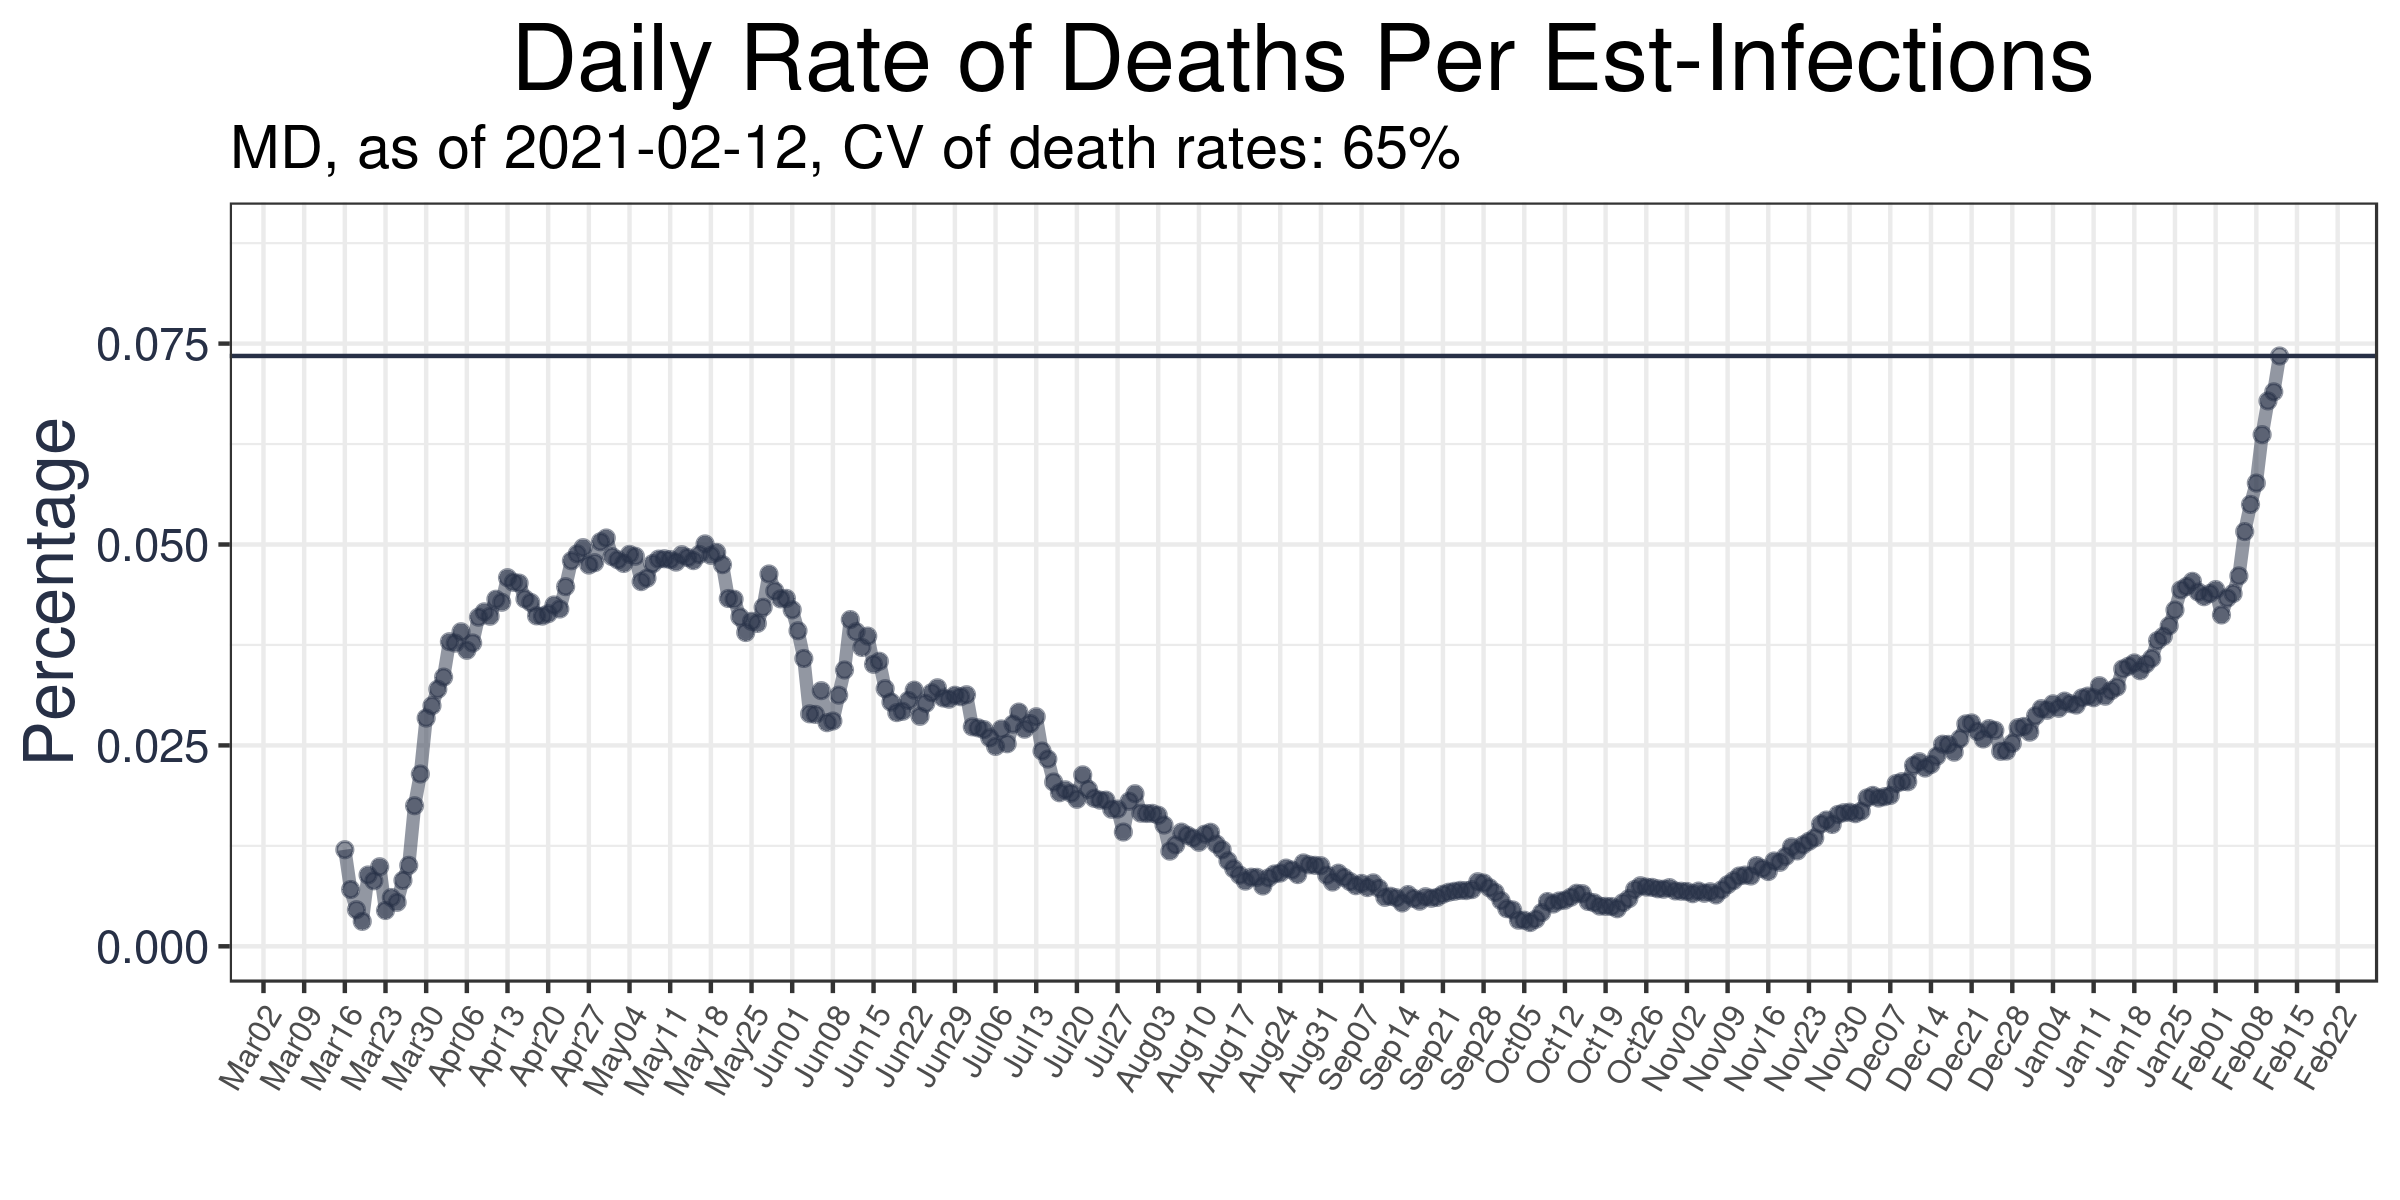 Daily Rate of Deaths Per Est-Infections
MD, as of 2021-02-12, CV of death rates: 65%
Percentage
0.075
0.050
0.025
0.000
Mar02
Mar09
Mar16
Mar23
Mar30
Apr06
Apr13
Apr20
Apr27
May04
May11
May18
May25
Jun01
Jun08
Jun15
Jun22
Jun29
Jul06
Jul13
Jul20
Jul27
Aug03
Aug10
Aug17
Aug24
Aug31
Sep07
Sep14
Sep21
Sep28
Oct05
Oct12
Oct19
Oct26
Nov02
Nov09
Nov16
Nov23
Nov30
Dec07
Dec14
Dec21
Dec28
Jan04
Jan11
Jan18
Jan25
Feb01
Feb08
Feb15
Feb22